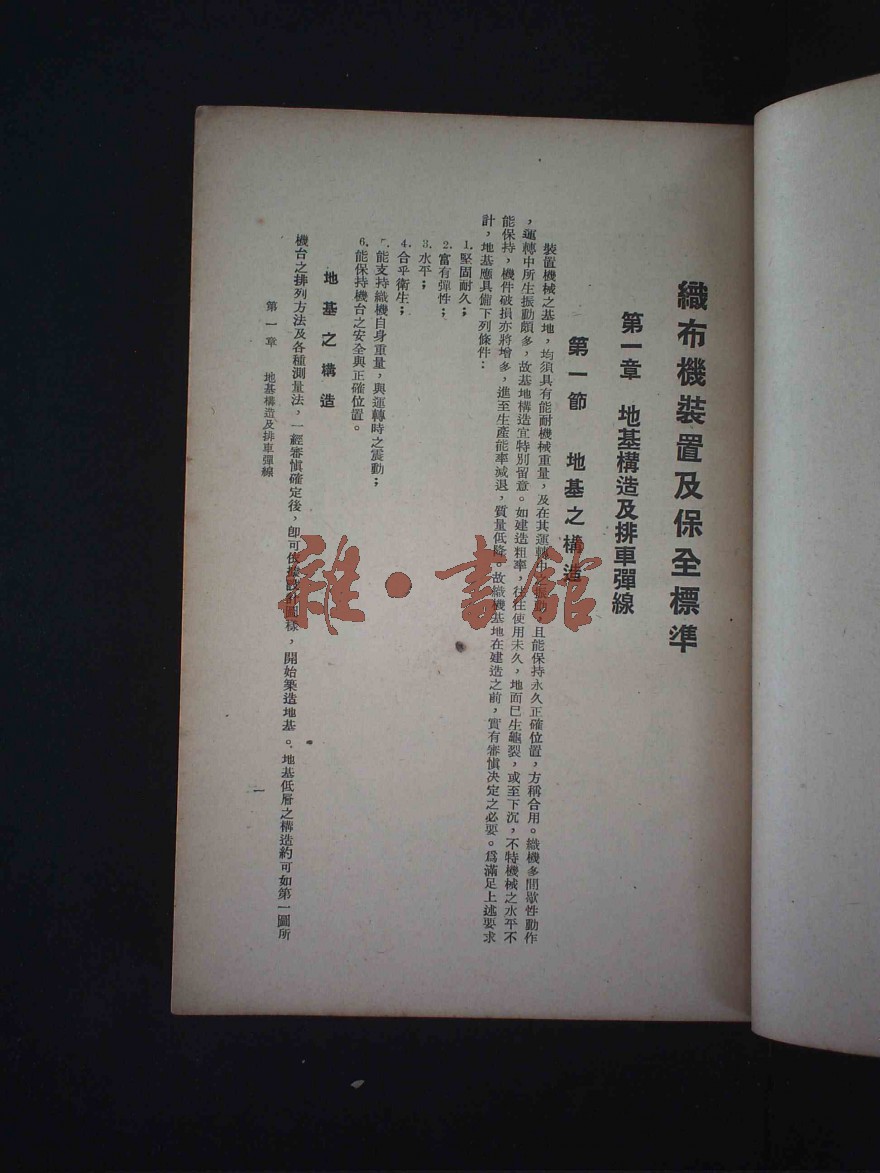 織布機裝置及保全標準
第一章 地基構造及排車彈線
第一節 地基之構造
裝置機械之基地，均須具有能耐機械重量，及在其運轉中之振動，且能保持永久正確位置，方稱合用。織機多間歇性動作
，運轉中所生振動頗多，故基地構造宜特別留意。如建造粗率，往往使用未久，地面已生龜裂，或至下沉，不特機械之水平不
能保持，機件破損亦將增多，進至生產能率減退，質量低降。故織機基地在建造之前，實有審愼决定之必要。爲滿足上述要求
計，地基應具備下列條件：
1. 堅固耐久；
2. 富有彈性；
3. 水平；
4. 合乎衛生；
5. 能支持織機自身重量，與運轉時之震動；
6. 能保持機台之安全與正確位置。
地基之構造
機台之排列方法及各種測量法，一經審愼確定後，卽可依據設計圖樣，開始築造地基。地基低層之構造約可如第一圖所
第一章 地基構造及排車彈線
一
雜·書館